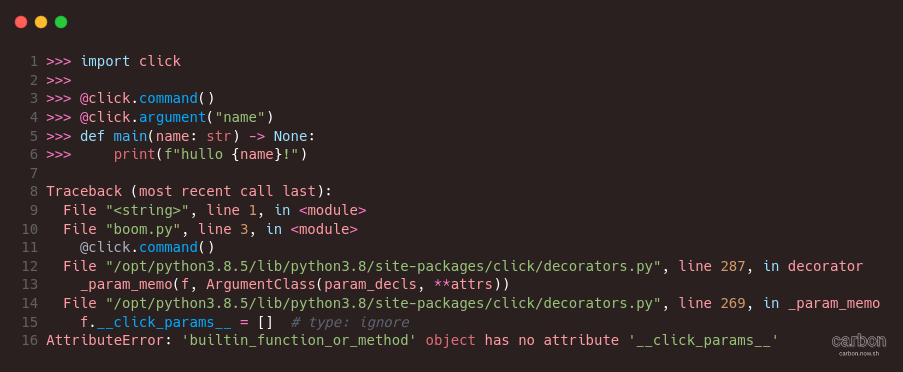 1 >>> import click
2 >>>
3 >>> @click.command()
4 >>> @click.argument("name")
5 >>> def main(name: str) -> None:
6 >>>     print(f"hullo {name}!")
7
8 Traceback (most recent call last):
9   File "<string>", line 1, in <module>
10   File "boom.py", line 3, in <module>
11     @click.command()
12   File "/opt/python3.8.5/lib/python3.8/site-packages/click/decorators.py", line 287, in decorator
13     _param_memo(f, ArgumentClass(param_decls, **attrs))
14   File "/opt/python3.8.5/lib/python3.8/site-packages/click/decorators.py", line 269, in _param_memo
15     f.__click_params__ = []  # type: ignore
16 AttributeError: 'builtin_function_or_method' object has no attribute '__click_params__'
carbon
carbon.now.sh